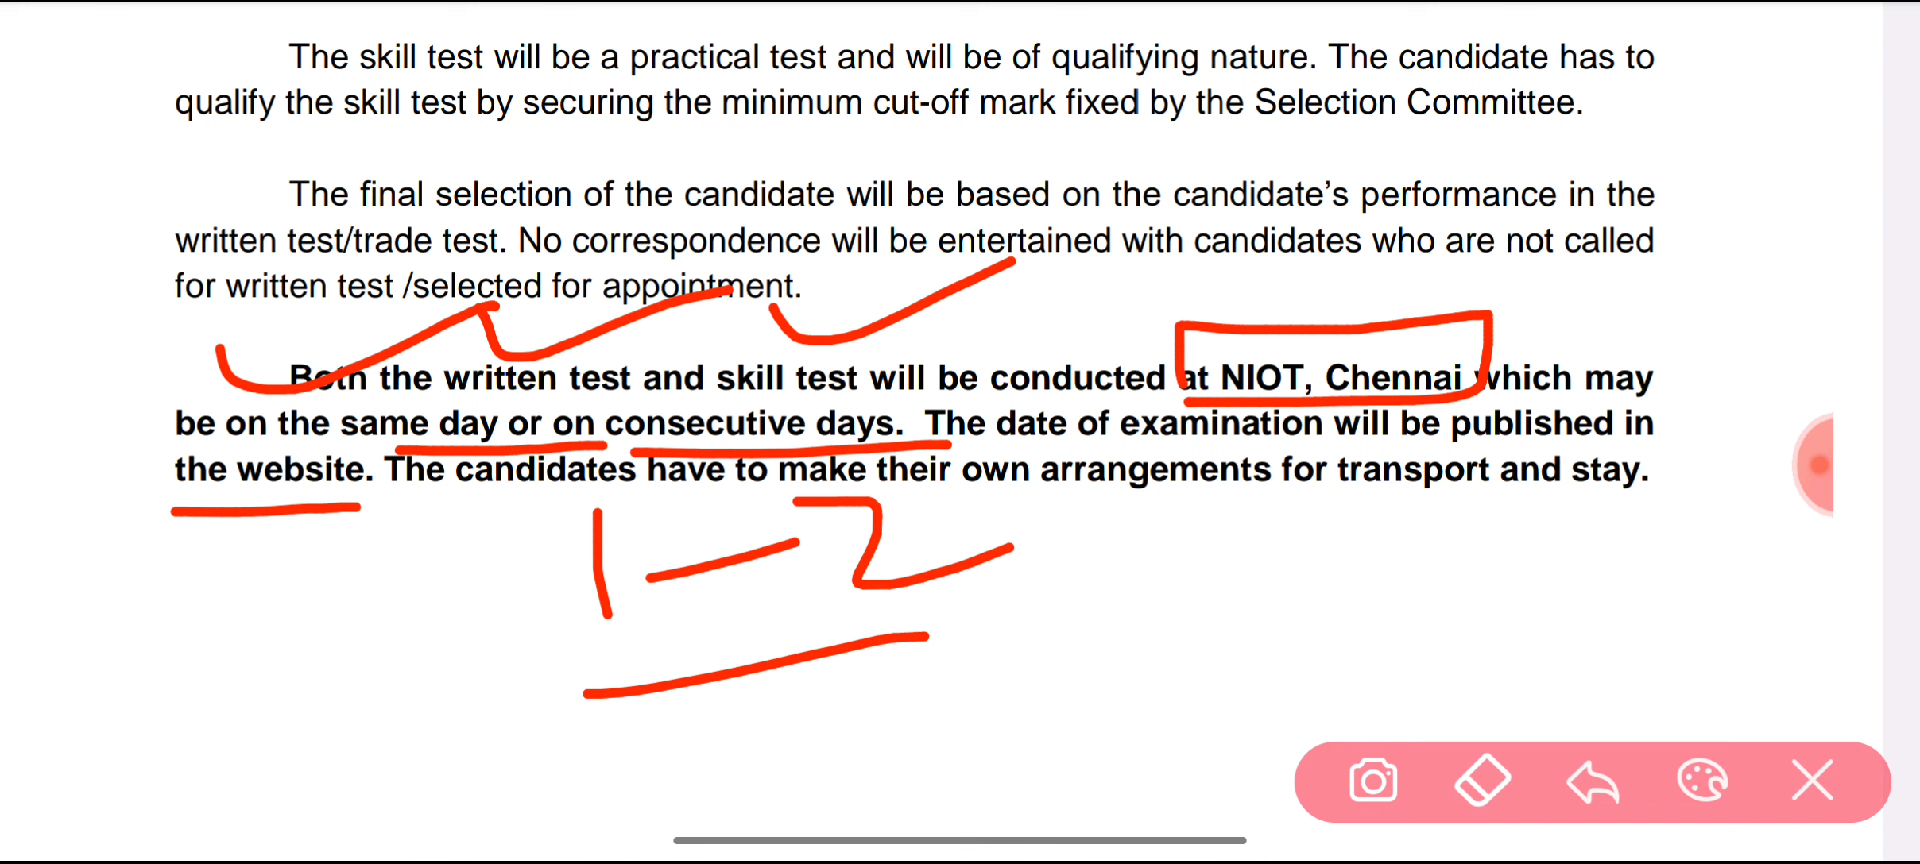 The skill test will be a practical test and will be of qualifying nature. The candidate has to
qualify the skill test by securing the minimum cut-off mark fixed by the Selection Committee.
The final selection of the candidate will be based on the candidate’s performance in the
written test/trade test. No correspondence will be entertained with candidates who are not called
for written test /selected for appointment.
Both the written test and skill test will be conducted at NIOT, Chennai which may
be on the same day or on consecutive days. The date of examination will be published in
the website. The candidates have to make their own arrangements for transport and stay.
1-2